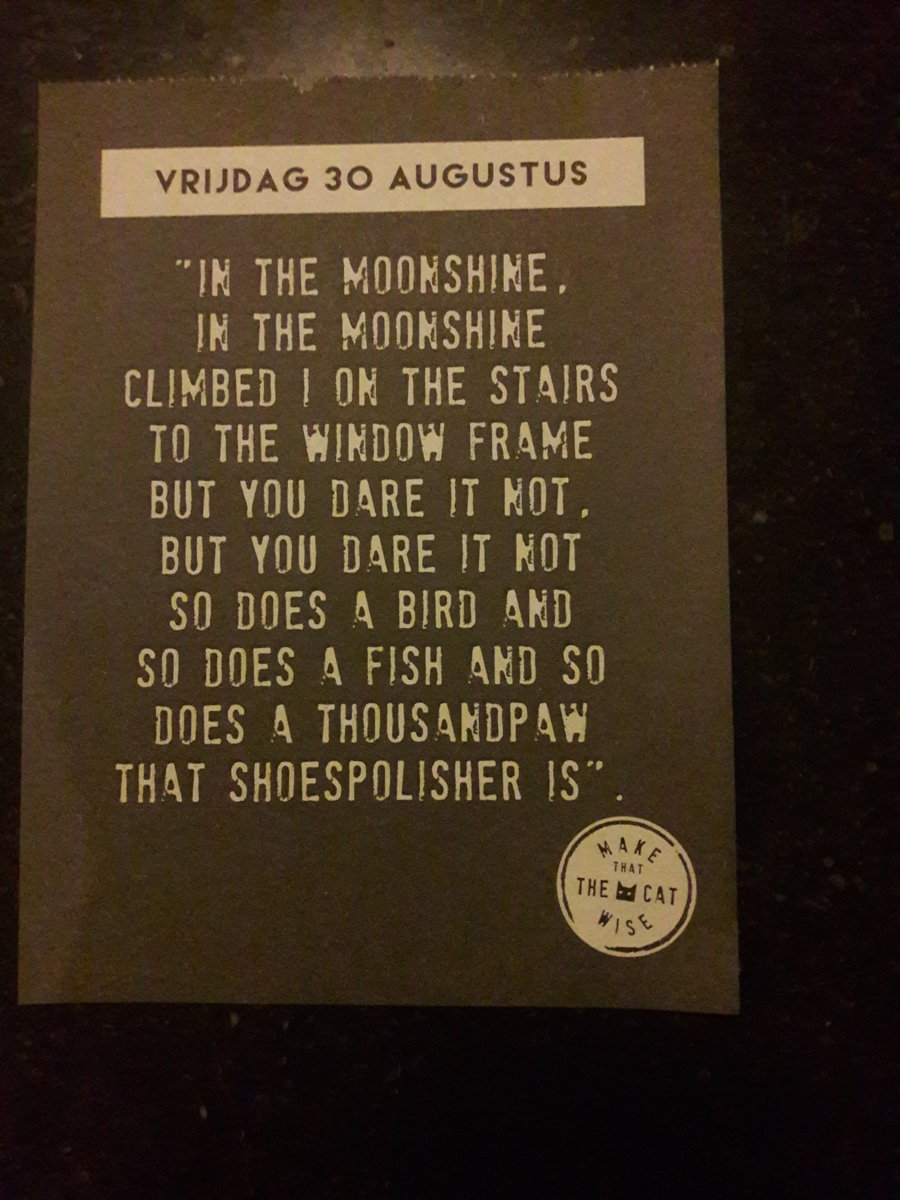 VRIJDAG 30 AUGUSTUS
"IN THE MOONSHINE,
IN THE MOONSHINE
CLIMBED I ON THE STAIRS
TO THE WINDOW FRAME
BUT YOU DARE IT NOT,
BUT YOU DARE IT NOT
SO DOES A BIRD AND
SO DOES A FISH AND SO
DOES A THOUSANDPAW
THAT SHOESPOLISHER IS".
MAKE
THAT
THE CAT
WISE